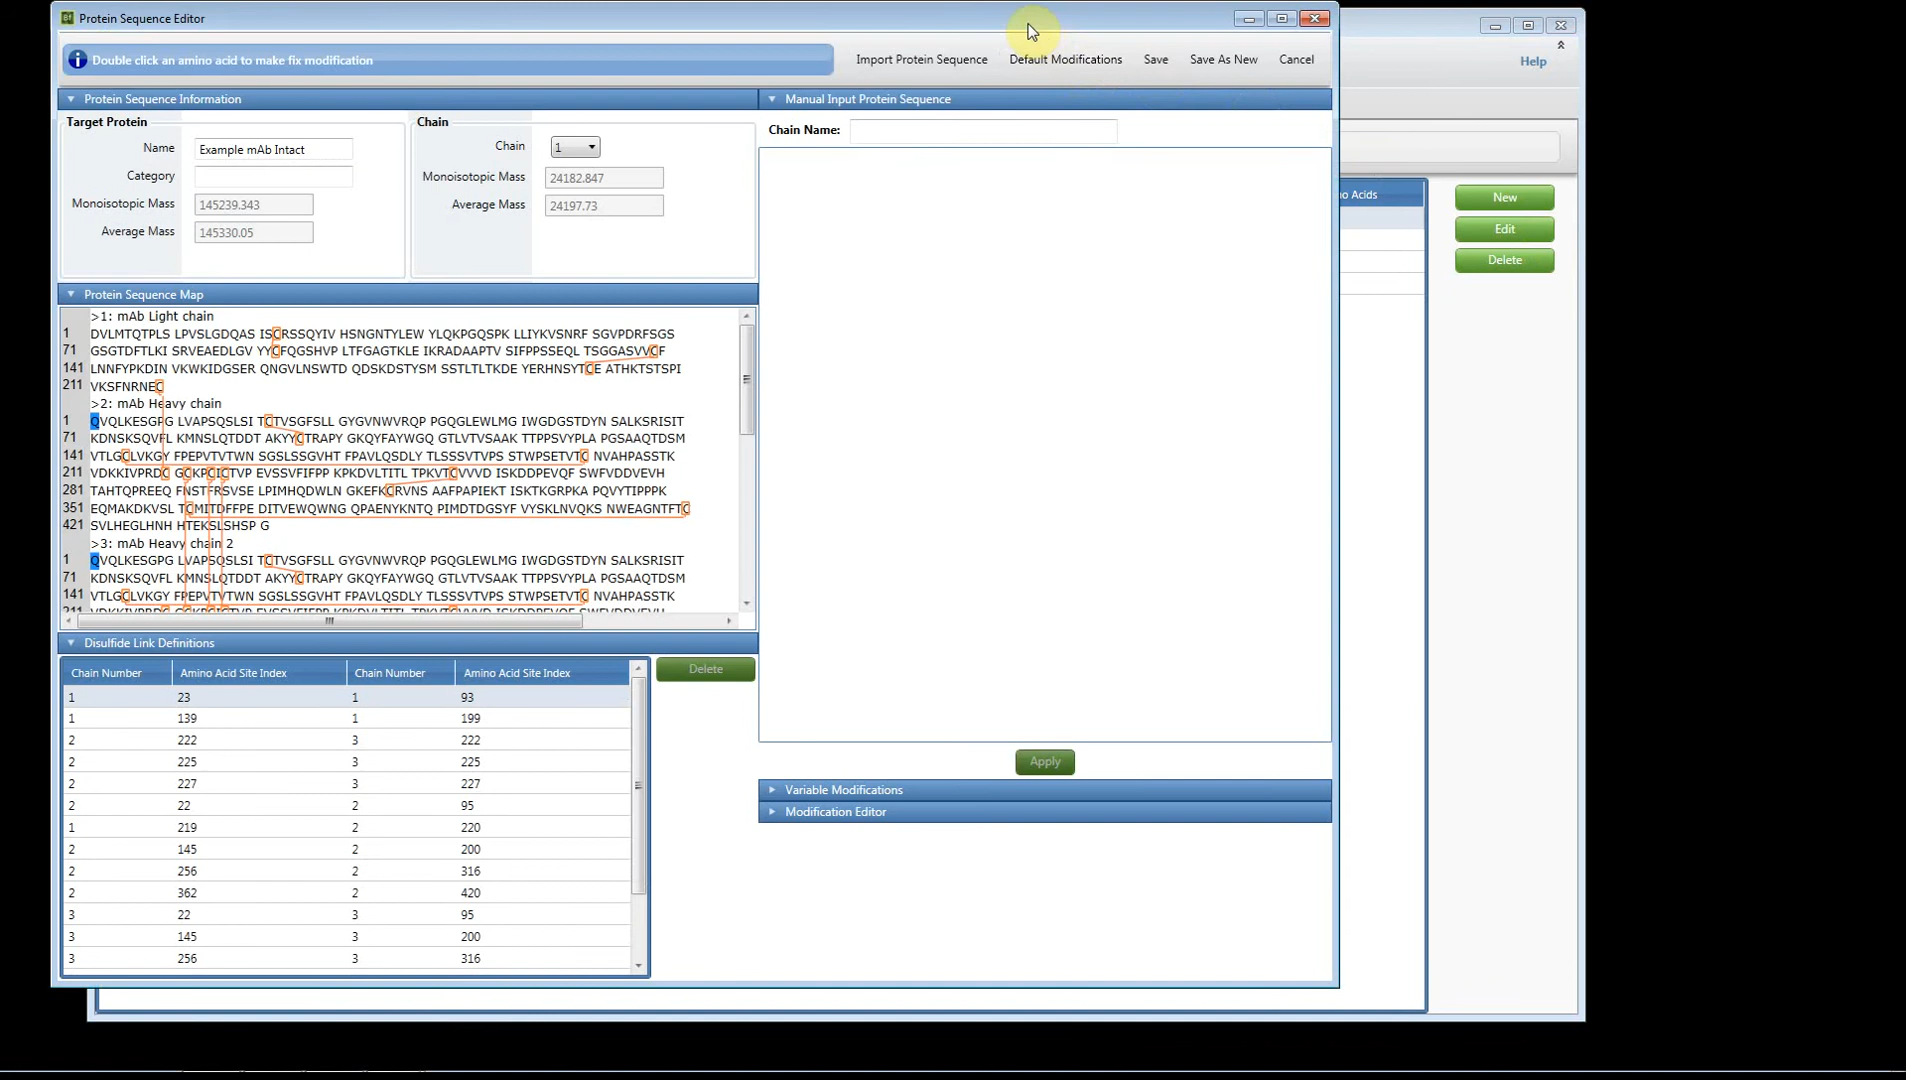 Bf Protein Sequence Editor
Double click an amino acid to make fix modification
Import Protein Sequence Default Modifications Save Save As New Cancel
Help
Protein Sequence Information
Target Protein
Name Example mAb Intact
Category
Monoisotopic Mass 145239.343
Average Mass 145330.05
Chain
Chain 1
Monoisotopic Mass 24182.847
Average Mass 24197.73
Manual Input Protein Sequence
Chain Name:
Acids
New
Edit
Delete
Protein Sequence Map
>1: mAb Light chain
1 DVLMTQTPLS LPVSLGDQAS ISCRSSQYIV HSNGNTYLEW YLQKPGQSPK LLIYKVSNRF SGVPDRFSGS
71 GSGTDFTLKI SRVEAEDLGV YYCFQGSHVP LTFGAGTKLE IKRADAAPTV SIFPPSSEQL TSGGASVVCF
141 LNNFYPKDIN VKWKIDGSER QNGVLNSWTD QDSKDSTYSM SSTLTLTKDE YERHNSYTCE ATHKTSTSPI
211 VKSFNRNEC
>2: mAb Heavy chain
1 QVQLKESGPG LVAPSQSLSI TCTVSGFSLL GYGVNWVRQP PGQGLEWLMG IWGDGSTDYN SALKSRISIT
71 KDNSKSQVFL KMNSLQTDDT AKYYCTRAPY GKQYFAYWGQ GTLVTVSAAK TTPPSVYPLA PGSAAQTDSM
141 VTLGCLVKGY FPEPVTVTWN SGSLSSGVHT FPAVLQSDLY TLSSSVTVPS STWPSETVTC NVAHPASSTK
211 VDKKIVPRDC GCKPCICTVP EVSSVFIFPP KPKDVLTITL TPKVTCVVVD ISKDDPEVQF SWFVDDVEVH
281 TAHTQPREEQ FNSTFRSVSE LPIMHQDWLN GKEFKCRVNS AAFPAPIEKT ISKTKGRPKA PQVYTIPPPK
351 EQMAKDKVSL TCMITDFFPE DITVEWQWNG QPAENYKNTQ PIMDTDGSYF VYSKLNVQKS NWEAGNTFTC
421 SVLHEGLHNH HTEKSLSHSP G
>3: mAb Heavy chain 2
1 QVQLKESGPG LVAPSQSLSI TCTVSGFSLL GYGVNWVRQP PGQGLEWLMG IWGDGSTDYN SALKSRISIT
71 KDNSKSQVFL KMNSLQTDDT AKYYCTRAPY GKQYFAYWGQ GTLVTVSAAK TTPPSVYPLA PGSAAQTDSM
141 VTLGCLVKGY FPEPVTVTWN SGSLSSGVHT FPAVLQSDLY TLSSSVTVPS STWPSETVTC NVAHPASSTK
211 VDKKIVPRDC GCKPCICTVP EVSSVFIFPP KPKDVLTITL TPKVTCVVVD ISKDDPEVQF SWFVDDVEVH
Disulfide Link Definitions
Chain Number Amino Acid Site Index Chain Number Amino Acid Site Index
1 23 1 93
1 139 1 199
2 222 3 222
2 225 3 225
2 227 3 227
2 22 2 95
1 219 2 220
2 145 2 200
2 256 2 316
2 362 2 420
3 22 3 95
3 145 3 200
3 256 3 316
Delete
Apply
Variable Modifications
Modification Editor